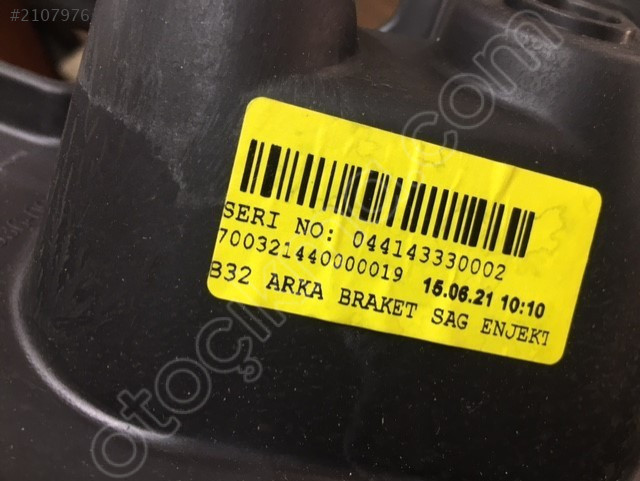 #2107976
SERI NO: 044143330002
700321440000019 15.06.21 10:10
B32 ARKA BRAKET SAG ENJEKT
otoçıkma.com